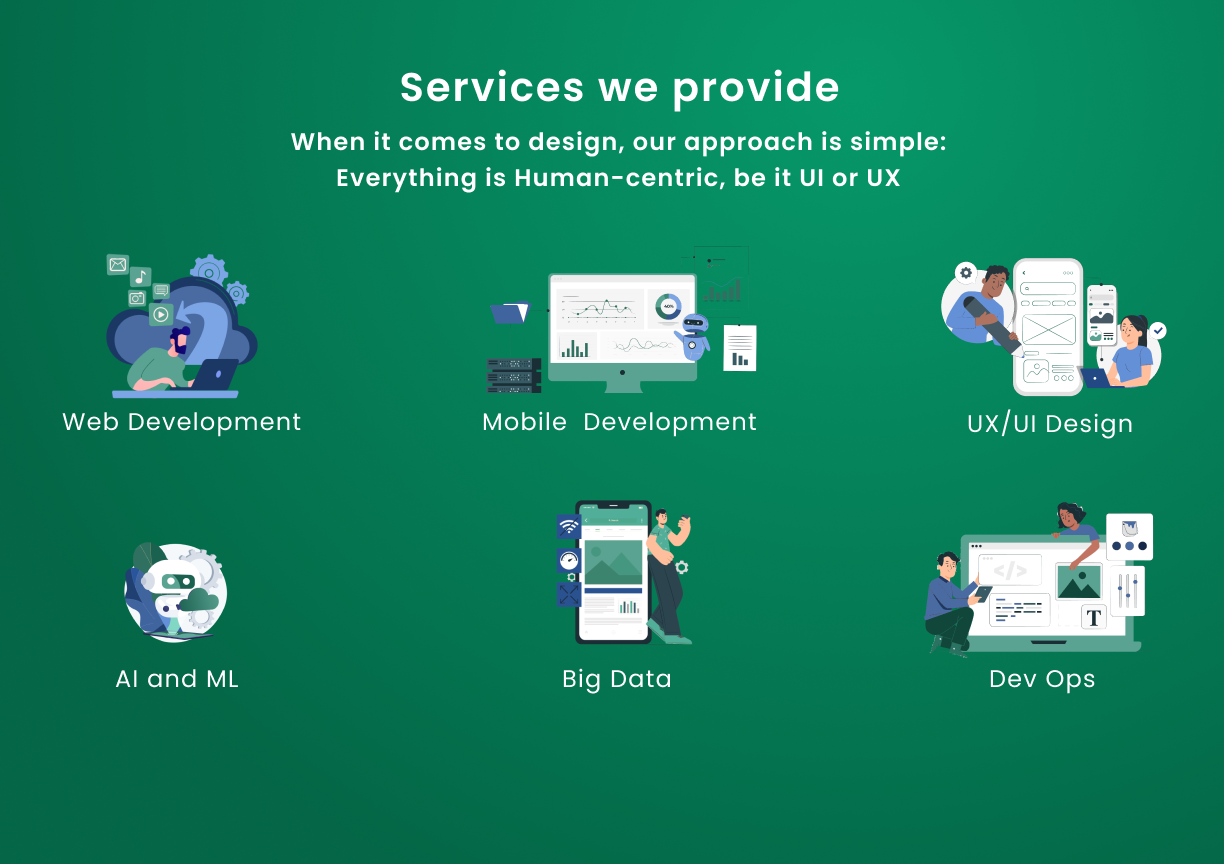 Services we provide
When it comes to design, our approach is simple:
Everything is Human-centric, be it UI or UX
40%
Web Development
Mobile  Development
UX/UI Design
</>
T
AI and ML
Big Data
Dev Ops